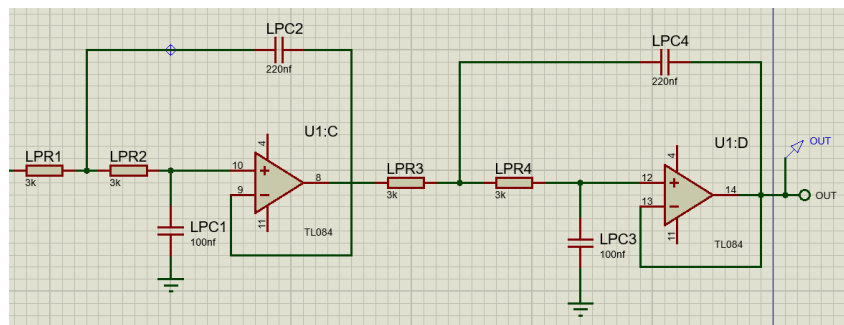 LPC2
220nf
LPC4
220nf
U1:C
4
U1:D
4
OUT
LPR1
3k
LPR2
3k
10
9
8
11
TL084
LPR3
3k
LPR4
3k
12
13
14
11
TL084
OUT
LPC1
100nf
LPC3
100nf